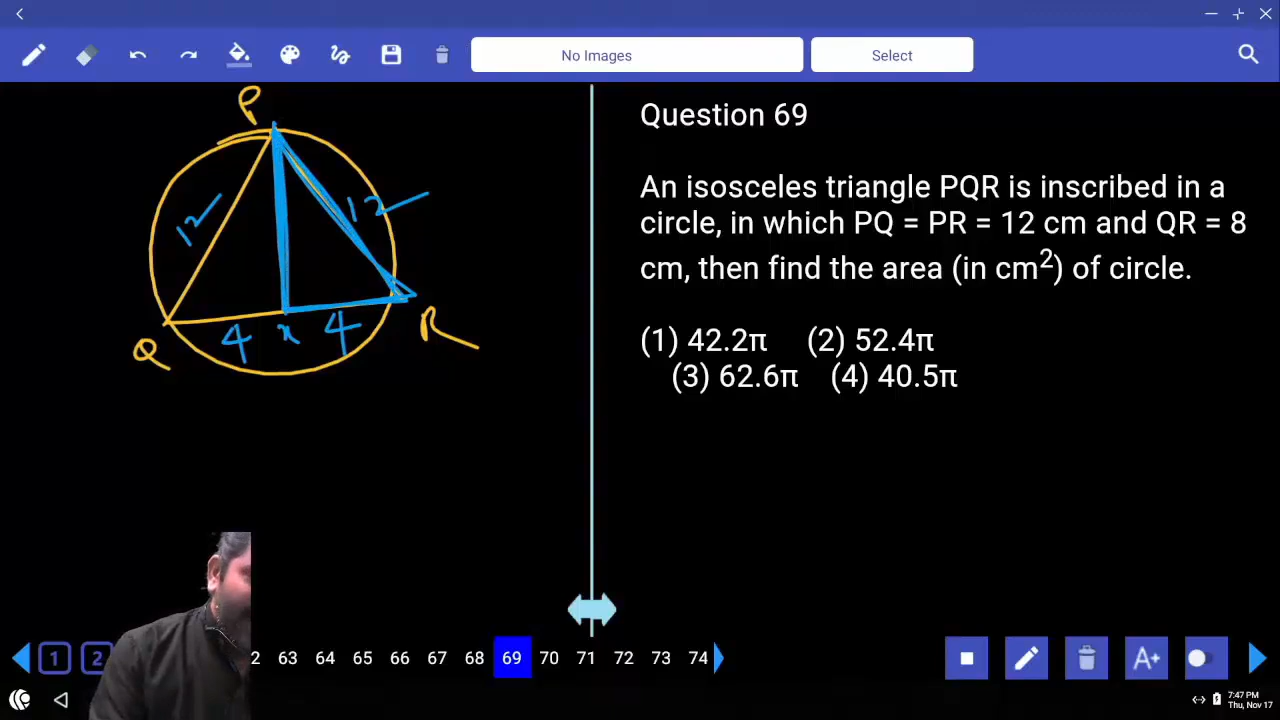 No Images
Select
P
12
12
Q
4
x
4
R
Question 69
An isosceles triangle PQR is inscribed in a
circle, in which PQ = PR = 12 cm and QR = 8
cm, then find the area (in cm²) of circle.
(1) 42.2π (2) 52.4π
(3) 62.6π (4) 40.5π
1 2 2 63 64 65 66 67 68 69 70 71 72 73 74
A+
7:47 PM
Thu, Nov 17